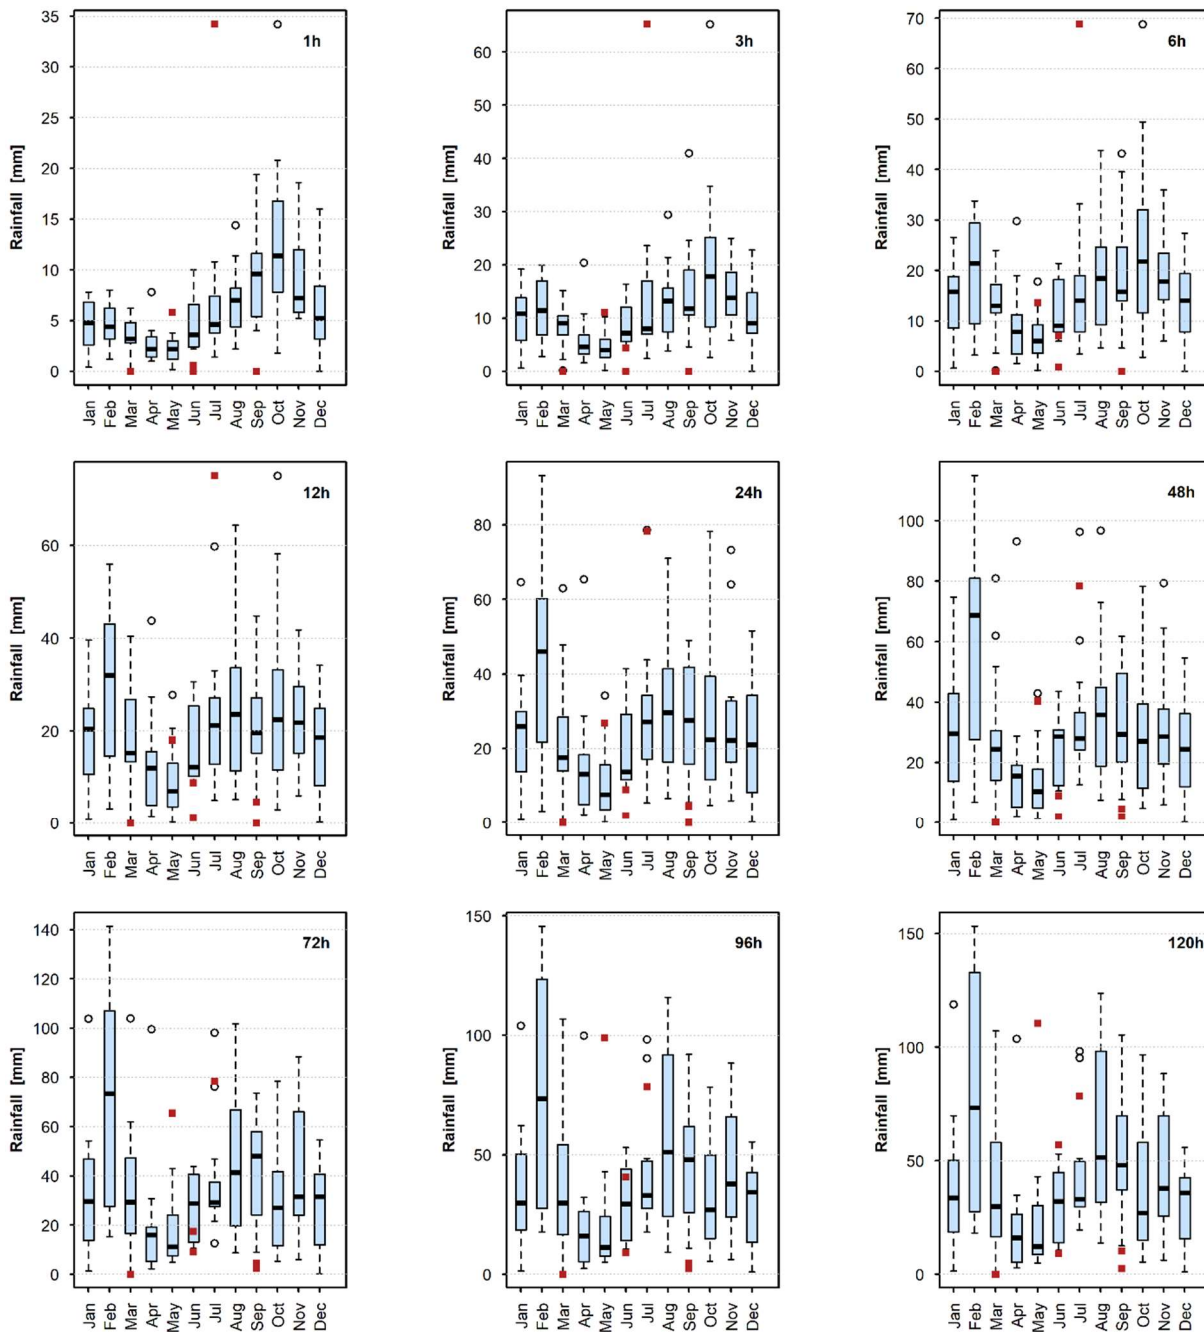 1h
Rainfall [mm]
35
30
25
20
15
10
5
0
Jan Feb Mar Apr May Jun Jul Aug Sep Oct Nov Dec
3h
Rainfall [mm]
60
50
40
30
20
10
0
Jan Feb Mar Apr May Jun Jul Aug Sep Oct Nov Dec
6h
Rainfall [mm]
70
60
50
40
30
20
10
0
Jan Feb Mar Apr May Jun Jul Aug Sep Oct Nov Dec
12h
Rainfall [mm]
60
40
20
0
Jan Feb Mar Apr May Jun Jul Aug Sep Oct Nov Dec
24h
Rainfall [mm]
80
60
40
20
0
Jan Feb Mar Apr May Jun Jul Aug Sep Oct Nov Dec
48h
Rainfall [mm]
100
80
60
40
20
0
Jan Feb Mar Apr May Jun Jul Aug Sep Oct Nov Dec
72h
Rainfall [mm]
140
120
100
80
60
40
20
0
Jan Feb Mar Apr May Jun Jul Aug Sep Oct Nov Dec
96h
Rainfall [mm]
150
100
50
0
Jan Feb Mar Apr May Jun Jul Aug Sep Oct Nov Dec
120h
Rainfall [mm]
150
100
50
0
Jan Feb Mar Apr May Jun Jul Aug Sep Oct Nov Dec